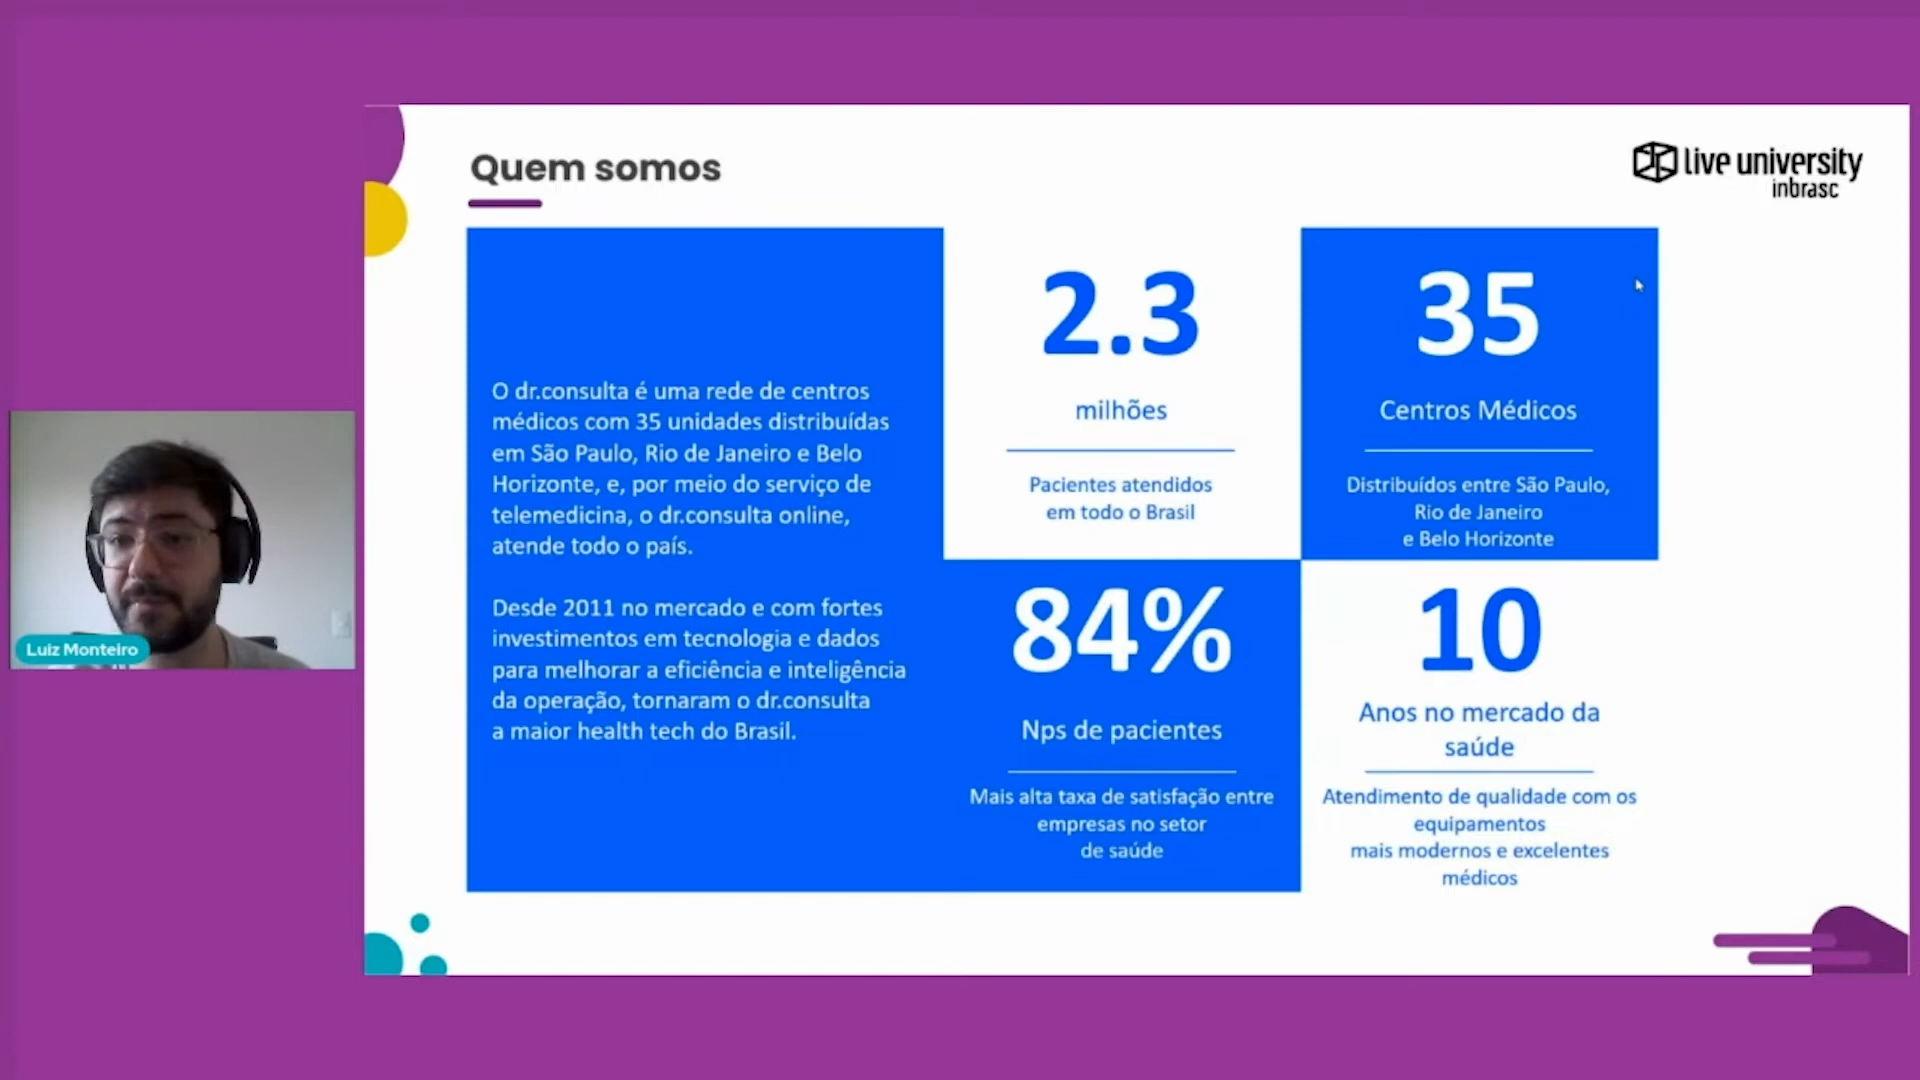 Quem somos
live university
inbrasc
O dr.consulta é uma rede de centros
médicos com 35 unidades distribuídas
em São Paulo, Rio de Janeiro e Belo
Horizonte, e, por meio do serviço de
telemedicina, o dr.consulta online,
atende todo o país.
Desde 2011 no mercado e com fortes
investimentos em tecnologia e dados
para melhorar a eficiência e inteligência
da operação, tornaram o dr.consulta
a maior health tech do Brasil.
2.3
milhões
Pacientes atendidos
em todo o Brasil
35
Centros Médicos
Distribuídos entre São Paulo,
Rio de Janeiro
e Belo Horizonte
84%
Nps de pacientes
Mais alta taxa de satisfação entre
empresas no setor
de saúde
10
Anos no mercado da
saúde
Atendimento de qualidade com os
equipamentos
mais modernos e excelentes
médicos
Luiz Monteiro